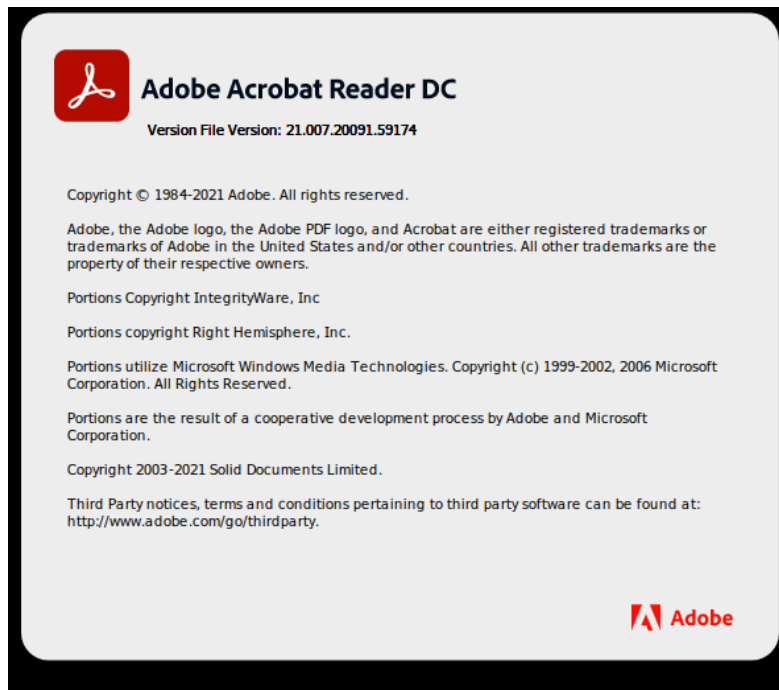 Adobe Acrobat Reader DC
Version File Version: 21.007.20091.59174
Copyright © 1984-2021 Adobe. All rights reserved.
Adobe, the Adobe logo, the Adobe PDF logo, and Acrobat are either registered trademarks or
trademarks of Adobe in the United States and/or other countries. All other trademarks are the
property of their respective owners.
Portions Copyright IntegrityWare, Inc
Portions copyright Right Hemisphere, Inc.
Portions utilize Microsoft Windows Media Technologies. Copyright (c) 1999-2002, 2006 Microsoft
Corporation. All Rights Reserved.
Portions are the result of a cooperative development process by Adobe and Microsoft
Corporation.
Copyright 2003-2021 Solid Documents Limited.
Third Party notices, terms and conditions pertaining to third party software can be found at:
http://www.adobe.com/go/thirdparty.
Adobe